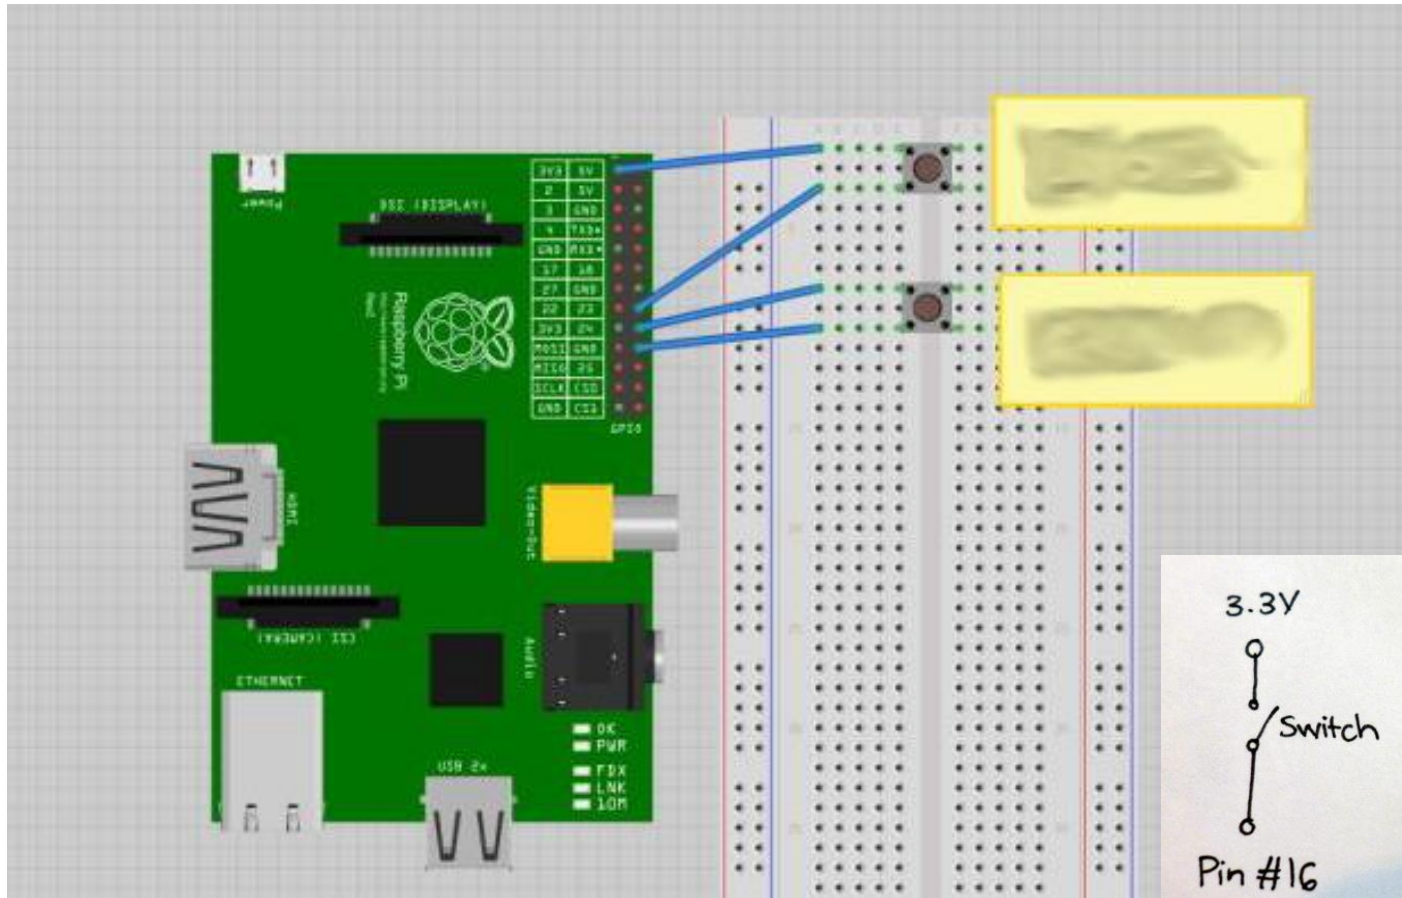 Power
DSI (DISPLAY)
3V3 5V
2 5V
3 GND
4 TXD
GND RXD
17 18
27 GND
22 23
3V3 24
MOSI GND
MISO 25
SCLK CS0
GND CS1
GPIO
Raspberry Pi
HDMI
Video-Out
CSI (CAMERA)
Audio
ETHERNET
OK
PWR
FDX
LNK
10M
USB 2x
3.3V
Switch
Pin #16